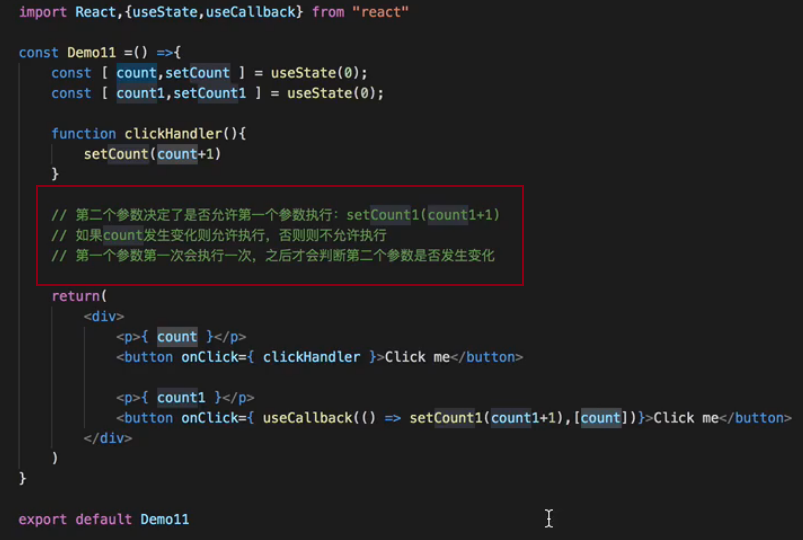 import React,{useState,useCallback} from "react"
const Demo11 =() =>{
const [ count,setCount ] = useState(0);
const [ count1,setCount1 ] = useState(0);
function clickHandler(){
setCount(count+1)
}
// 第二个参数决定了是否允许第一个参数执行: setCount1(count1+1)
// 如果count发生变化则允许执行，否则则不允许执行
// 第一个参数第一次会执行一次，之后才会判断第二个参数是否发生变化
return(
<div>
<p>{ count }</p>
<button onClick={ clickHandler }>Click me</button>
<p>{ count1 }</p>
<button onClick={ useCallback(() => setCount1(count1+1),[count])}>Click me</button>
</div>
)
}
export default Demo11